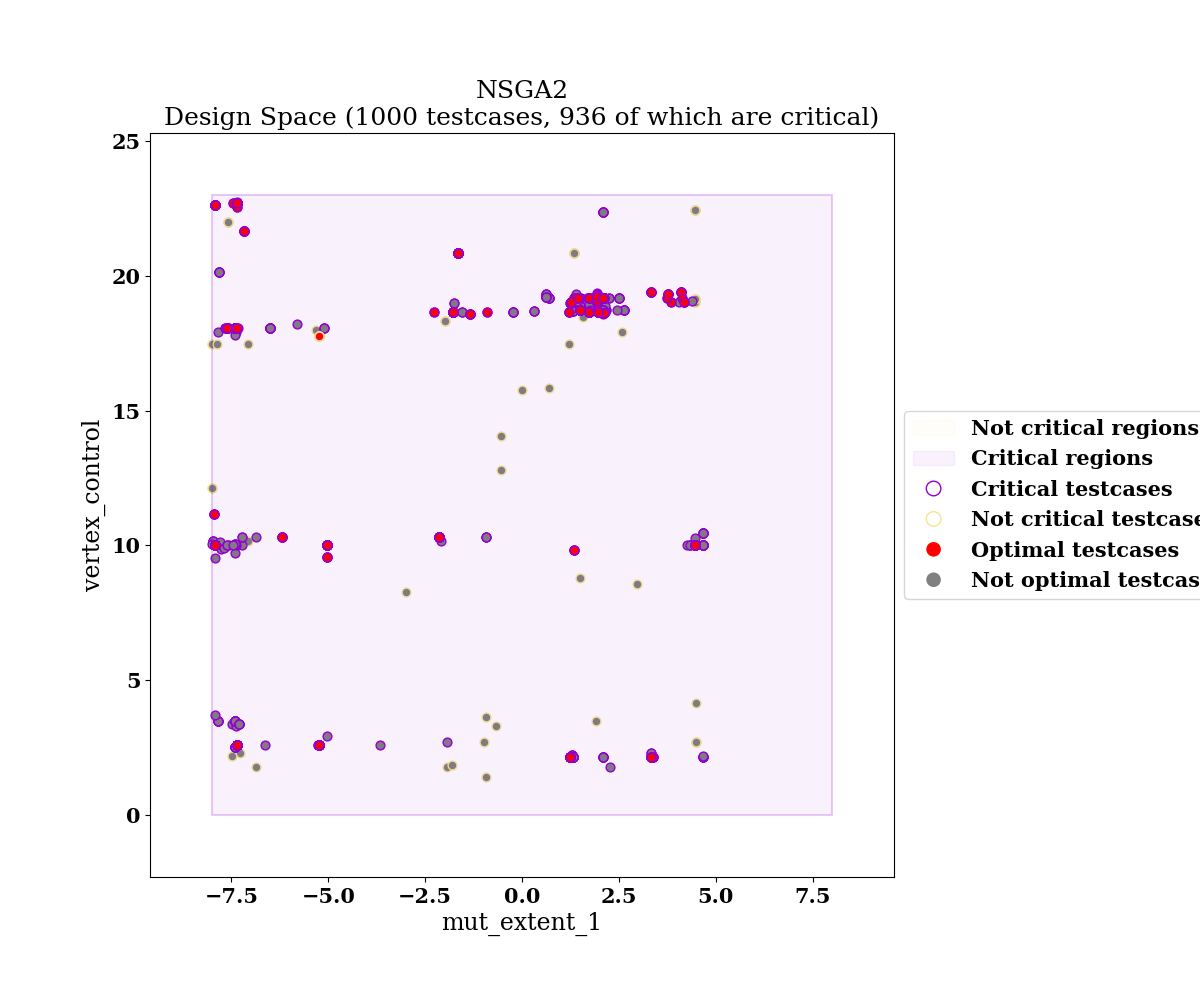 NSGA2
Design Space (1000 testcases, 936 of which are critical)
25
20
15
10
5
0
vertex_control
−7.5 −5.0 −2.5 0.0 2.5 5.0 7.5
mut_extent_1
Not critical regions
Critical regions
Critical testcases
Not critical testcase
Optimal testcases
Not optimal testcas